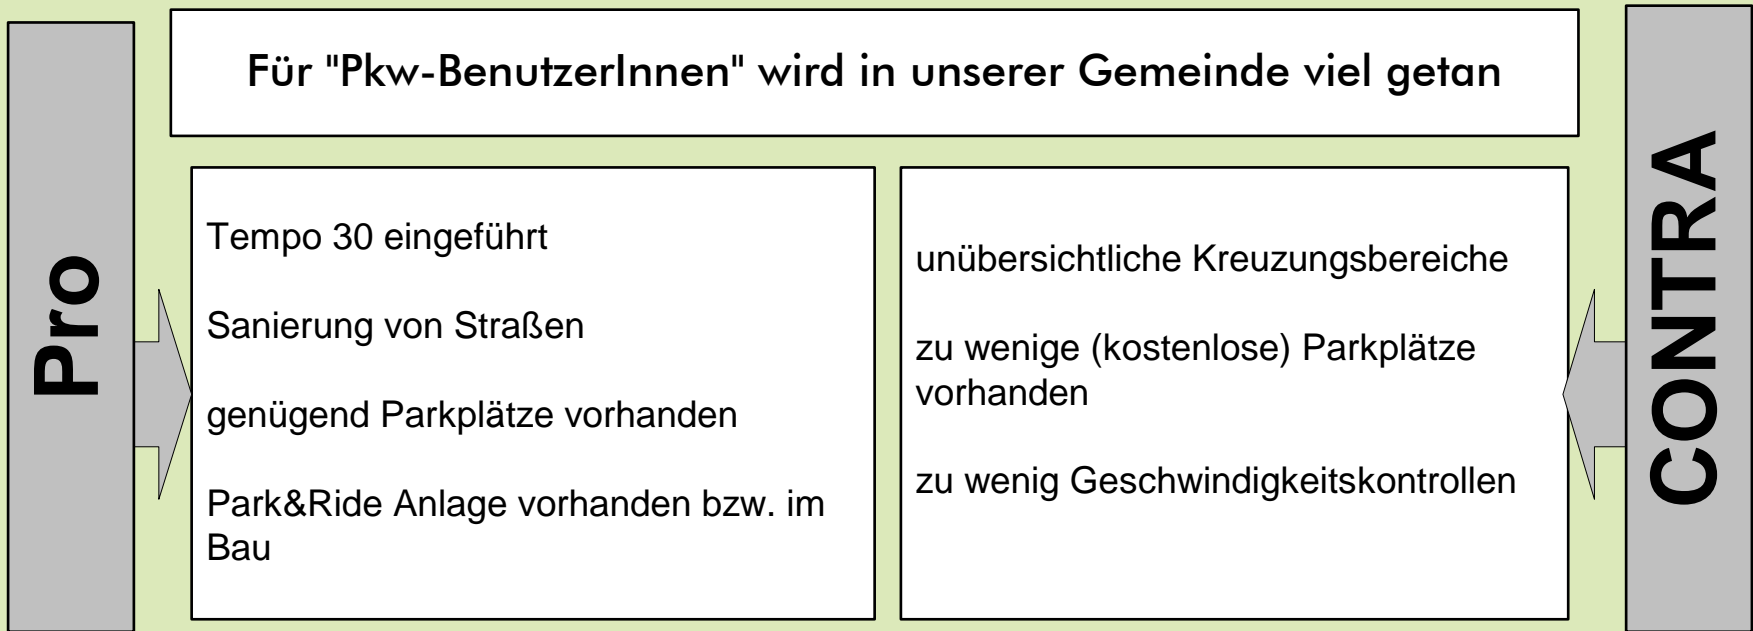 Für "Pkw-BenutzerInnen" wird in unserer Gemeinde viel getan
Pro
Tempo 30 eingeführt
Sanierung von Straßen
genügend Parkplätze vorhanden
Park&Ride Anlage vorhanden bzw. im
Bau
CONTRA
unübersichtliche Kreuzungsbereiche
zu wenige (kostenlose) Parkplätze
vorhanden
zu wenig Geschwindigkeitskontrollen